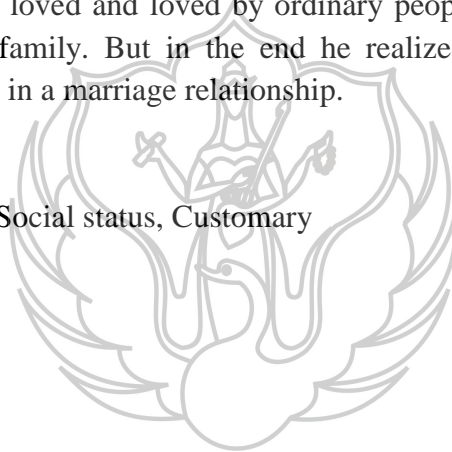 loved and loved by ordinary peop
family. But in the end he realize
in a marriage relationship.
Social status, Customary